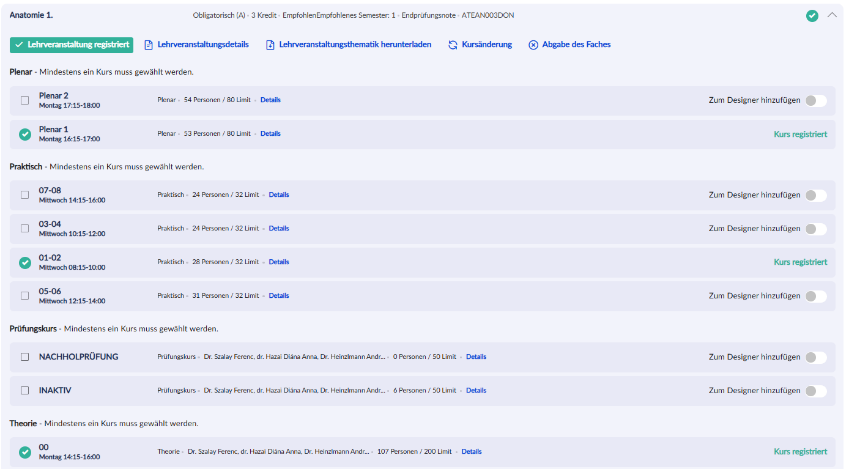 Anatomie 1. Obligatorisch (A) - 3 Kredit - EmpfohlenEmpfohlenes Semester: 1 - Endprüfungsnote - ATEAN003DON
Lehrveranstaltung registriert Lehrveranstaltungsdetails Lehrveranstaltungsthematik herunterladen Kursänderung Abgabe des Faches
Plenar - Mindestens ein Kurs muss gewählt werden.
Plenar 2
Montag 17:15-18:00
Plenar - 54 Personen / 80 Limit - Details
Zum Designer hinzufügen
Plenar 1
Montag 16:15-17:00
Plenar - 53 Personen / 80 Limit - Details
Kurs registriert
Praktisch - Mindestens ein Kurs muss gewählt werden.
07-08
Mittwoch 14:15-16:00
Praktisch - 24 Personen / 32 Limit - Details
Zum Designer hinzufügen
03-04
Mittwoch 10:15-12:00
Praktisch - 24 Personen / 32 Limit - Details
Zum Designer hinzufügen
01-02
Mittwoch 08:15-10:00
Praktisch - 28 Personen / 32 Limit - Details
Kurs registriert
05-06
Mittwoch 12:15-14:00
Praktisch - 31 Personen / 32 Limit - Details
Zum Designer hinzufügen
Prüfungskurs - Mindestens ein Kurs muss gewählt werden.
NACHHOLPRÜFUNG
Prüfungskurs - Dr. Szalay Ferenc, dr. Hazai Diána Anna, Dr. Heinzlmann Andr... - 0 Personen / 50 Limit - Details
Zum Designer hinzufügen
INAKTIV
Prüfungskurs - Dr. Szalay Ferenc, dr. Hazai Diána Anna, Dr. Heinzlmann Andr... - 6 Personen / 50 Limit - Details
Zum Designer hinzufügen
Theorie - Mindestens ein Kurs muss gewählt werden.
00
Montag 14:15-16:00
Theorie - Dr. Szalay Ferenc, dr. Hazai Diána Anna, Dr. Heinzlmann Andr... - 107 Personen / 200 Limit - Details
Kurs registriert